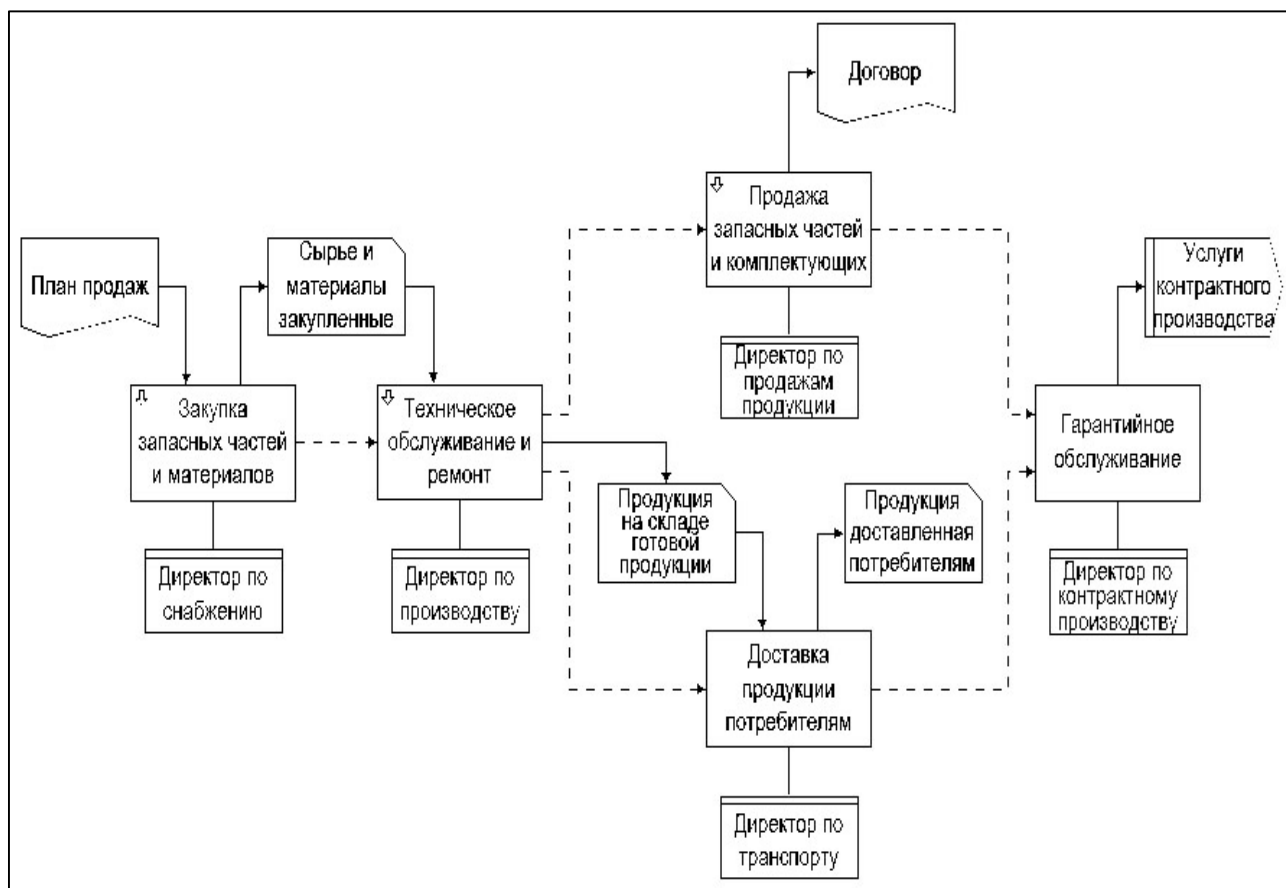 Договор
Продажа
запасных частей
и комплектующих
План продаж
Сырье и
материалы
закупленные
Услуги
контрактного
производства
Директор по
продажам
продукции
Закупка
запасных частей
и материалов
Техническое
обслуживание и
ремонт
Гарантийное
обслуживание
Продукция
на складе
готовой
продукции
Продукция
доставленная
потребителям
Директор по
снабжению
Директор по
производству
Директор по
контрактному
производству
Доставка
продукции
потребителям
Директор по
транспорту